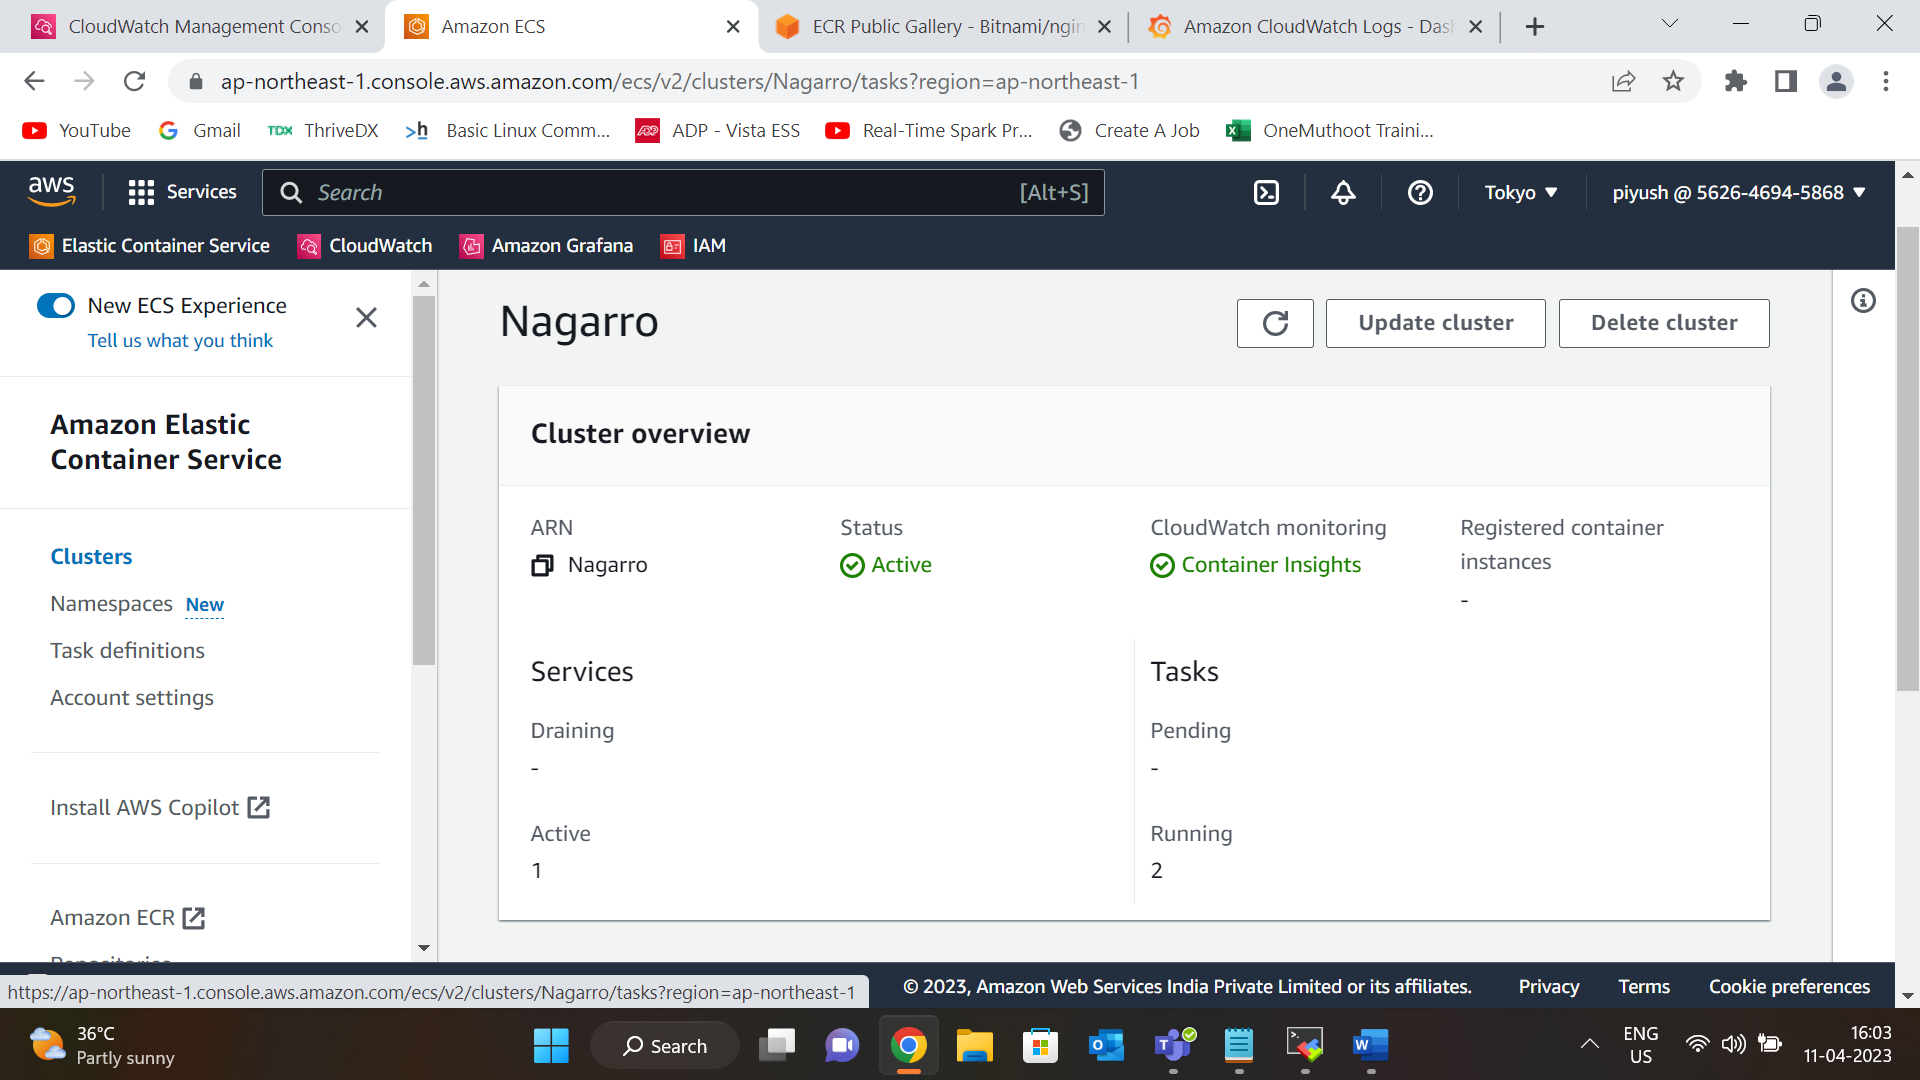 CloudWatch Management Conso
Amazon ECS
ECR Public Gallery - Bitnami/ngin
Amazon CloudWatch Logs - Das
ap-northeast-1.console.aws.amazon.com/ecs/v2/clusters/Nagarro/tasks?region=ap-northeast-1
YouTube
Gmail
TDX ThriveDX
>h Basic Linux Comm...
ADP - Vista ESS
Real-Time Spark Pr...
Create A Job
OneMuthoot Traini...
aws
Services
Search
[Alt+S]
Tokyo
piyush @ 5626-4694-5868
Elastic Container Service
CloudWatch
Amazon Grafana
IAM
New ECS Experience
Tell us what you think
Amazon Elastic
Container Service
Clusters
Namespaces New
Task definitions
Account settings
Install AWS Copilot
Amazon ECR
Repositories
Nagarro
Update cluster
Delete cluster
Cluster overview
ARN
Nagarro
Status
Active
CloudWatch monitoring
Container Insights
Registered container
instances
-
Services
Draining
-
Active
1
Tasks
Pending
-
Running
2
https://ap-northeast-1.console.aws.amazon.com/ecs/v2/clusters/Nagarro/tasks?region=ap-northeast-1
© 2023, Amazon Web Services India Private Limited or its affiliates.
Privacy
Terms
Cookie preferences
36°C
Partly sunny
Search
ENG
US
16:03
11-04-2023